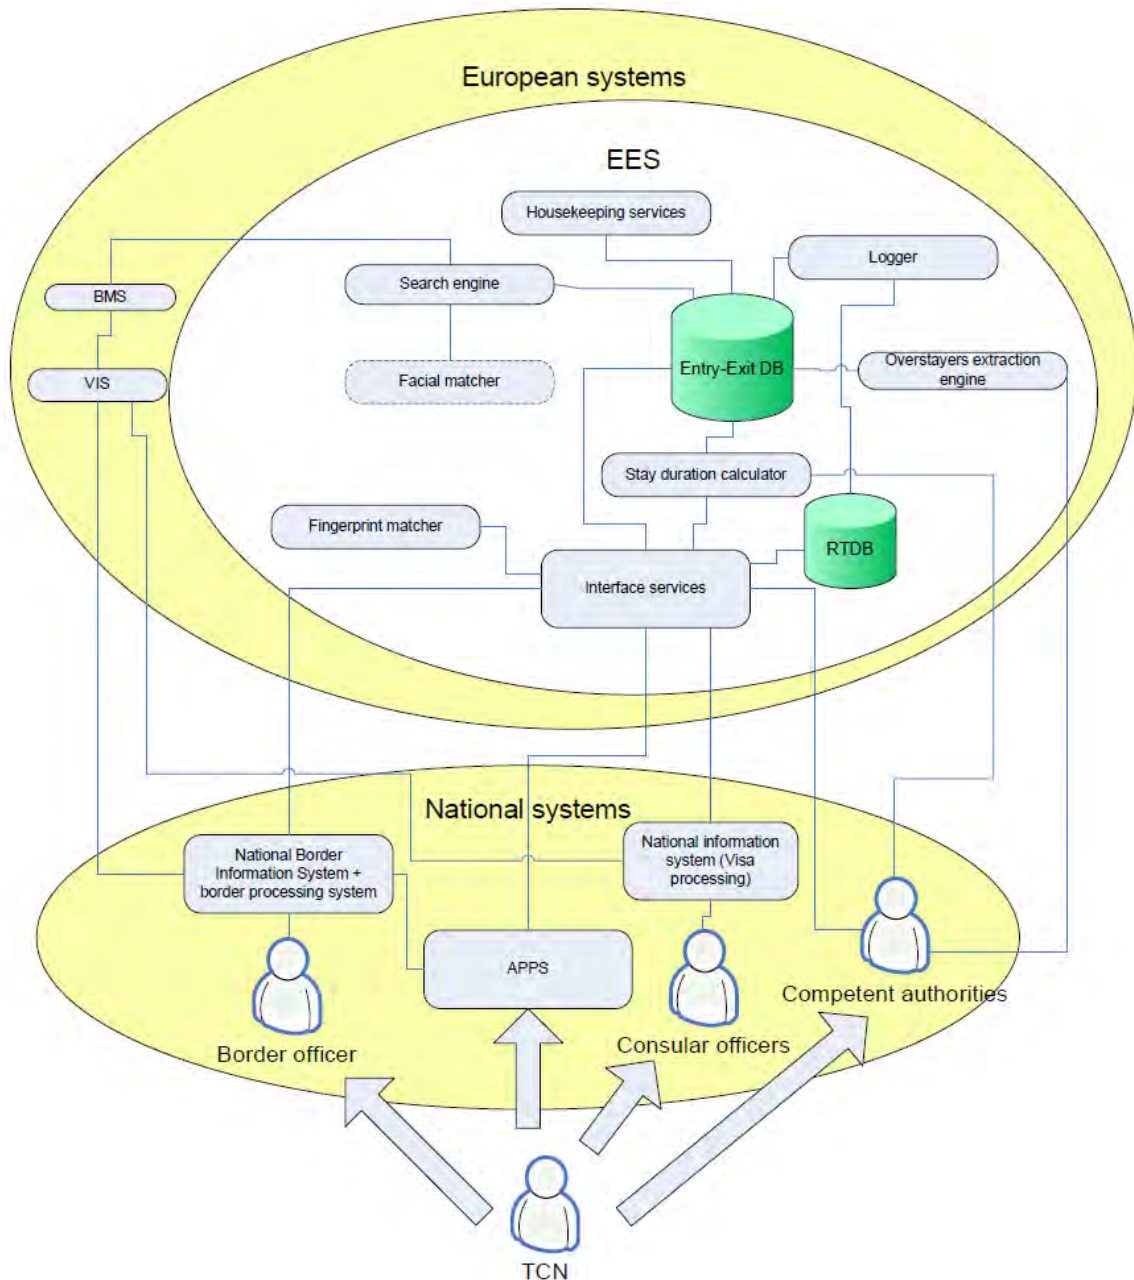 European systems
EES
Housekeeping services
Logger
Search engine
BMS
Entry-Exit DB
Overstayers extraction
engine
VIS
Facial matcher
Stay duration calculator
Fingerprint matcher
RTDB
Interface services
National systems
National Border
Information System +
border processing system
National information
system (Visa
processing)
APPS
Competent authorities
Border officer
Consular officers
TCN